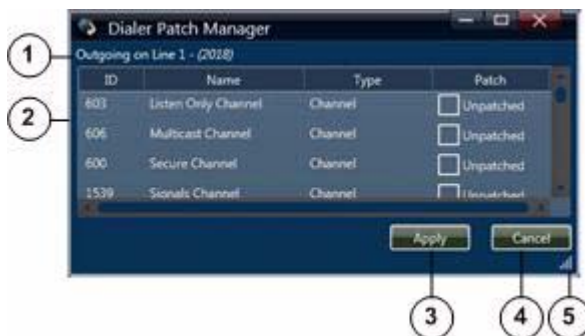 Dialer Patch Manager
1
Outgoing on Line 1 - (2018)
ID Name Type Patch
2
603 Listen Only Channel Channel Unpatched
606 Multicast Channel Channel Unpatched
600 Secure Channel Channel Unpatched
1539 Signals Channel Channel Unpatched
Apply Cancel
3 4 5